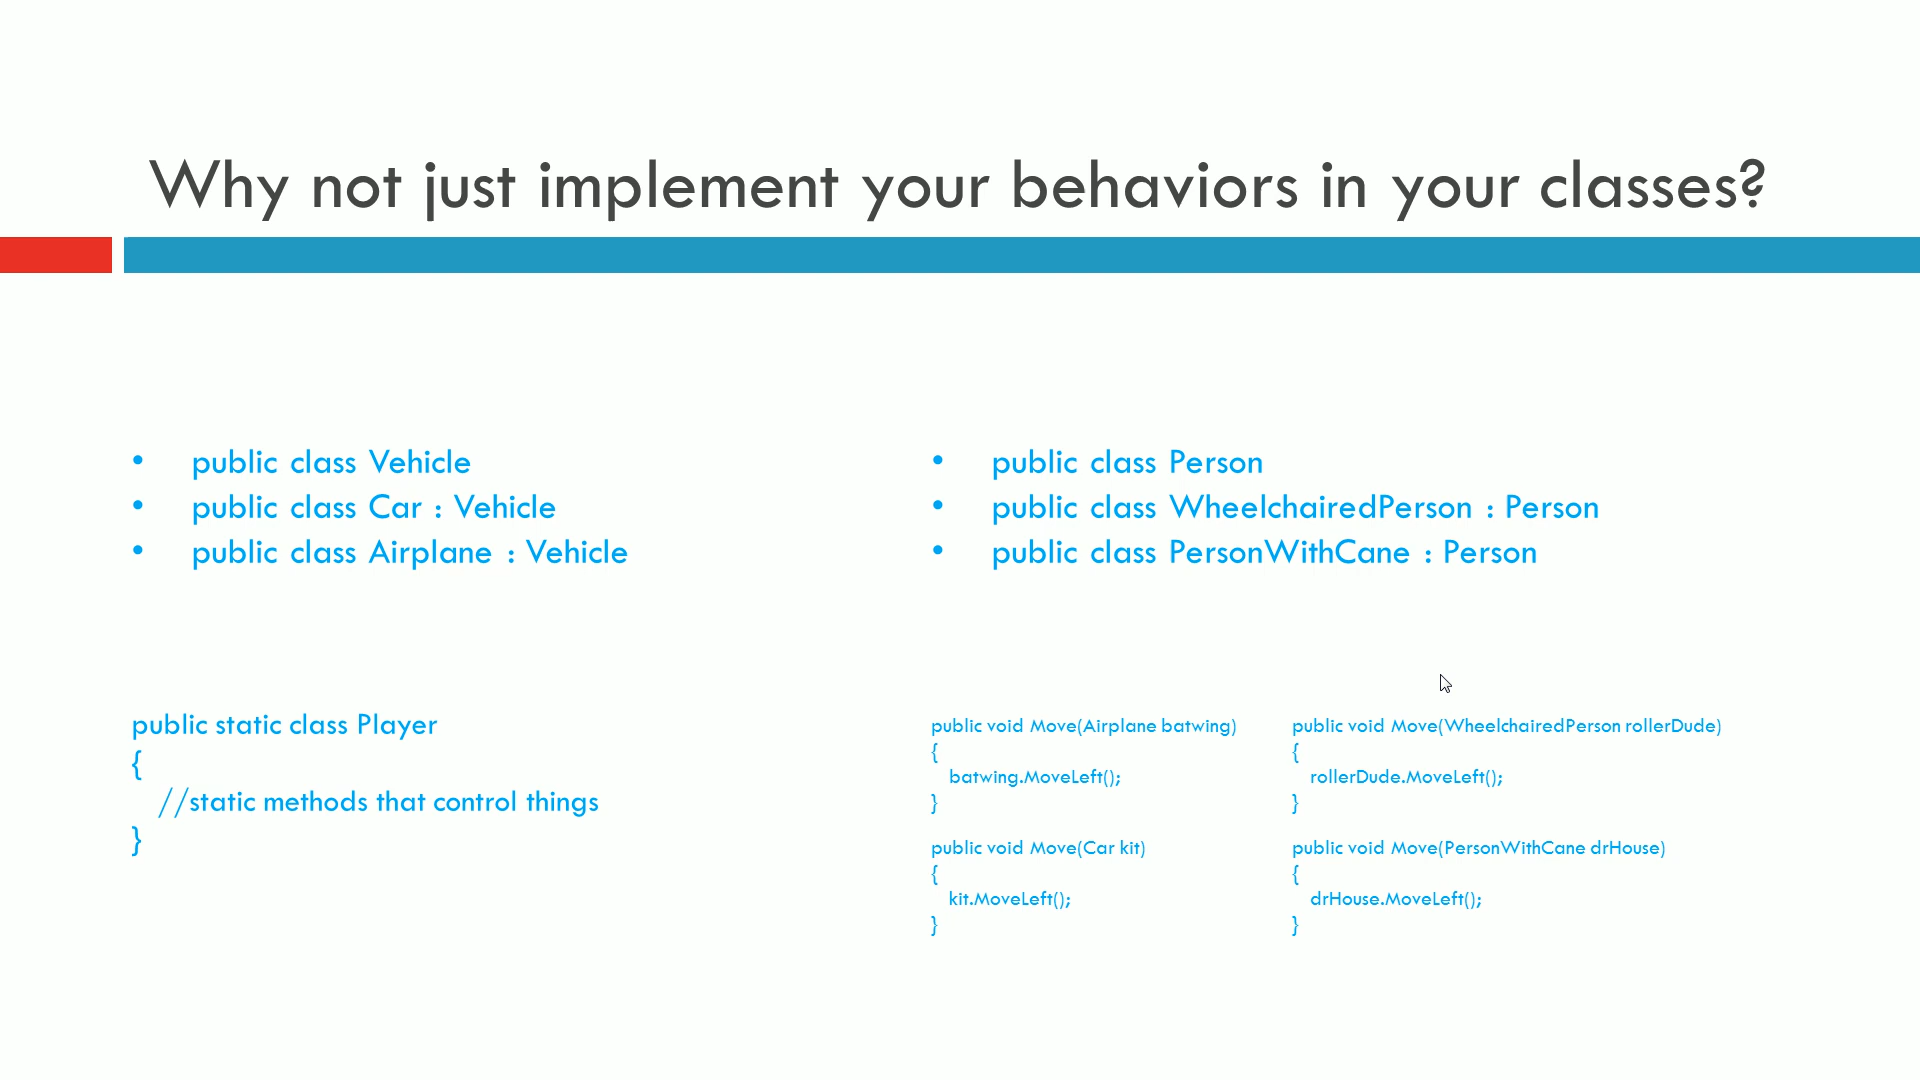 Why not just implement your behaviors in your classes?
• public class Vehicle
• public class Car : Vehicle
• public class Airplane : Vehicle
• public class Person
• public class WheelchairedPerson : Person
• public class PersonWithCane : Person
public static class Player
{
//static methods that control things
}
public void Move(Airplane batwing)
{
batwing.MoveLeft();
}
public void Move(Car kit)
{
kit.MoveLeft();
}
public void Move(WheelchairedPerson rollerDude)
{
rollerDude.MoveLeft();
}
public void Move(PersonWithCane drHouse)
{
drHouse.MoveLeft();
}